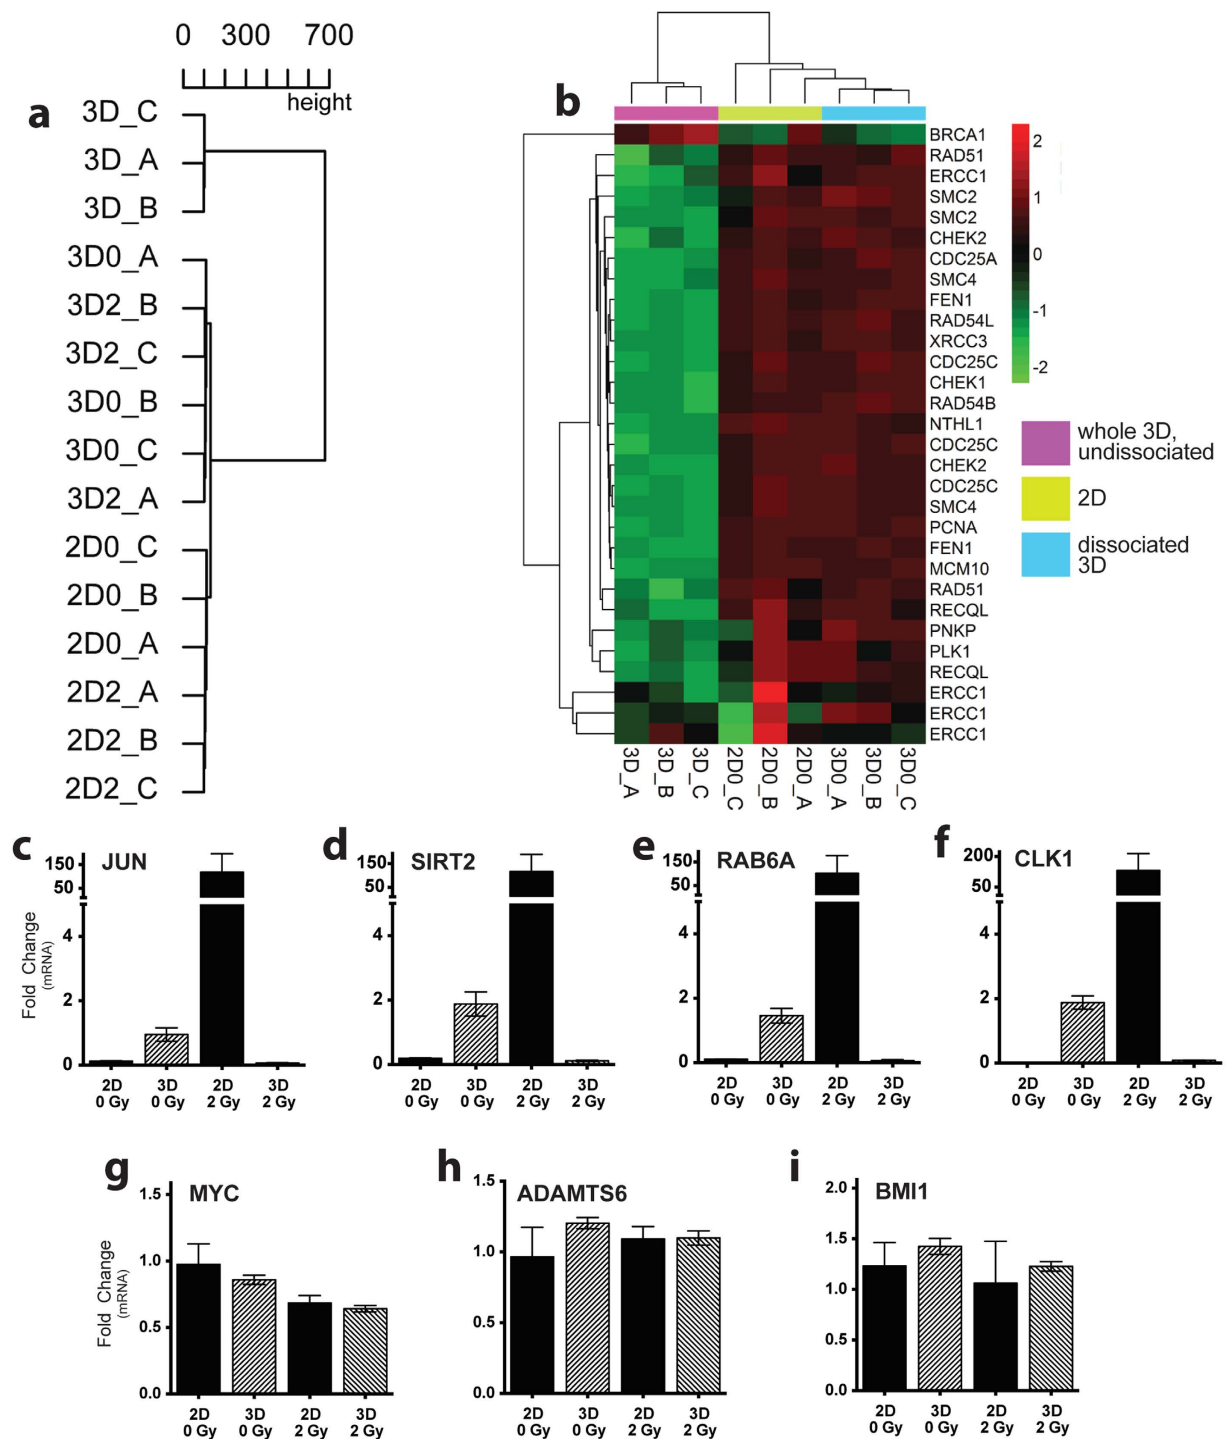 0 300 700
height
a
3D_C
3D_A
3D_B
3D0_A
3D2_B
3D2_C
3D0_B
3D0_C
3D2_A
2D0_C
2D0_B
2D0_A
2D2_A
2D2_B
2D2_C
b
BRCA1
RAD51
ERCC1
SMC2
SMC2
CHEK2
CDC25A
SMC4
FEN1
RAD54L
XRCC3
CDC25C
CHEK1
RAD54B
NTHL1
CDC25C
CHEK2
CDC25C
SMC4
PCNA
FEN1
MCM10
RAD51
RECQL
PNKP
PLK1
RECQL
ERCC1
ERCC1
ERCC1
3D_A 3D_B 3D_C 2D0_C 2D0_B 2D0_A 3D0_A 3D0_B 3D0_C
2
1
0
-1
-2
whole 3D,
undissociated
2D
dissociated
3D
c
JUN
Fold Change
(mRNA)
150
50
4
2
0
2D 3D 2D 3D
0 Gy 0 Gy 2 Gy 2 Gy
d
SIRT2
150
50
4
2
0
2D 3D 2D 3D
0 Gy 0 Gy 2 Gy 2 Gy
e
RAB6A
150
50
4
2
0
2D 3D 2D 3D
0 Gy 0 Gy 2 Gy 2 Gy
f
CLK1
200
50
4
2
0
2D 3D 2D 3D
0 Gy 0 Gy 2 Gy 2 Gy
g
MYC
Fold Change
(mRNA)
1.5
1.0
0.5
0.0
2D 3D 2D 3D
0 Gy 0 Gy 2 Gy 2 Gy
h
ADAMTS6
1.5
1.0
0.5
0.0
2D 3D 2D 3D
0 Gy 0 Gy 2 Gy 2 Gy
i
BMI1
2.0
1.5
1.0
0.5
0.0
2D 3D 2D 3D
0 Gy 0 Gy 2 Gy 2 Gy